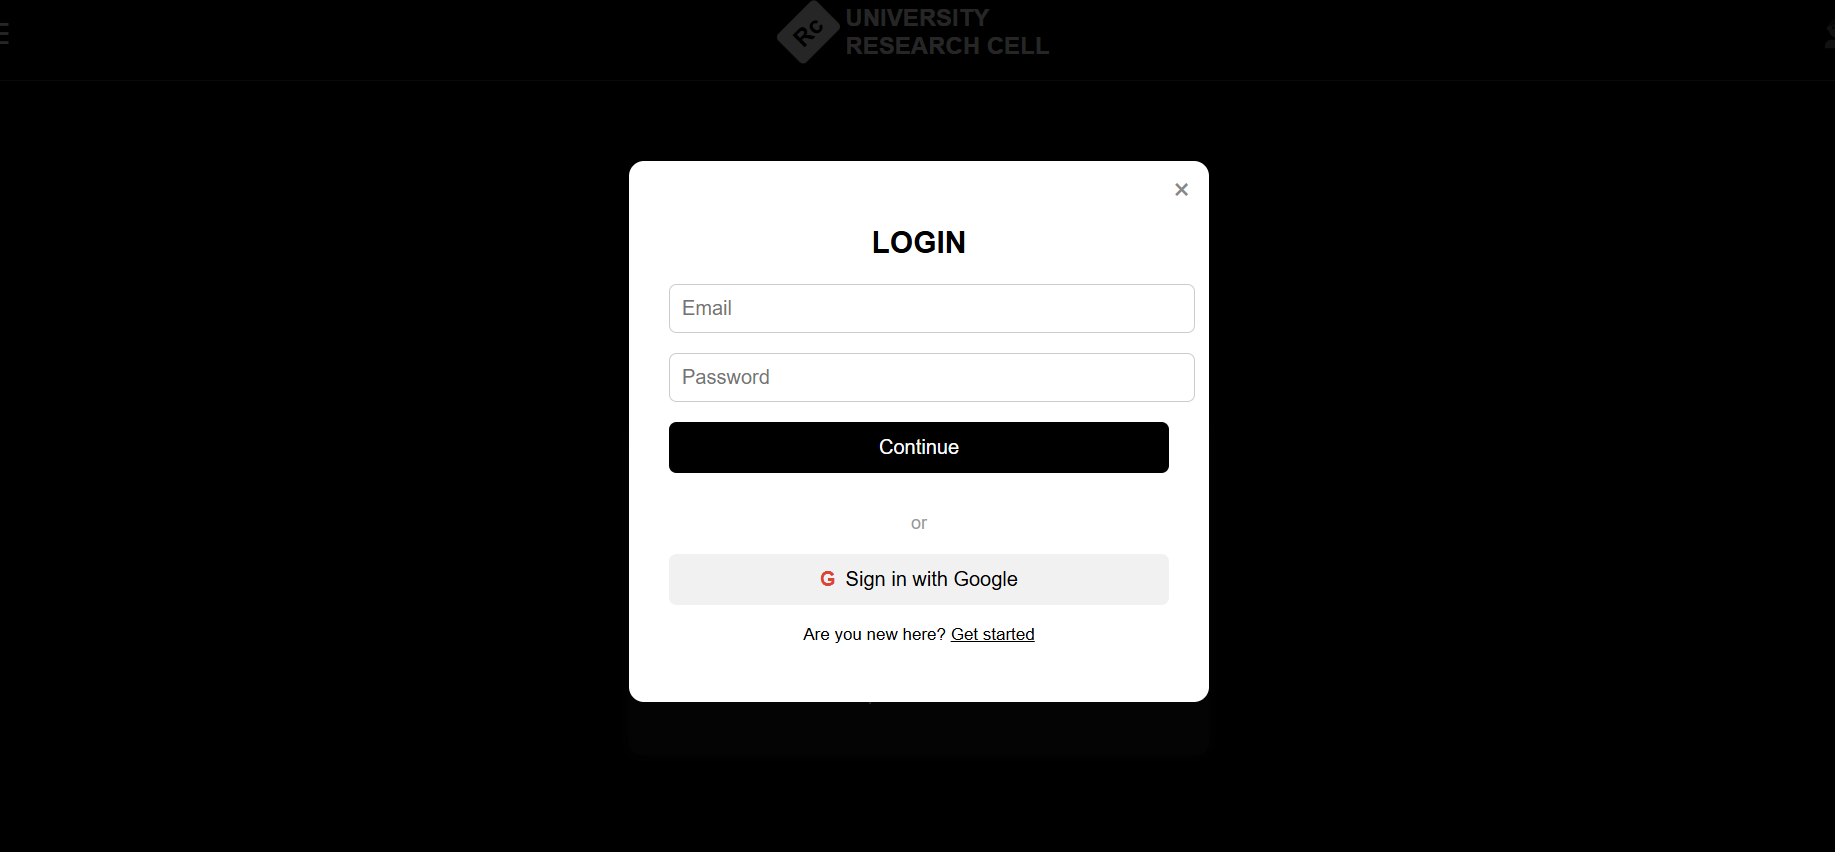 Rc
UNIVERSITY
RESEARCH CELL
×
LOGIN
Email
Password
Continue
or
G Sign in with Google
Are you new here? Get started